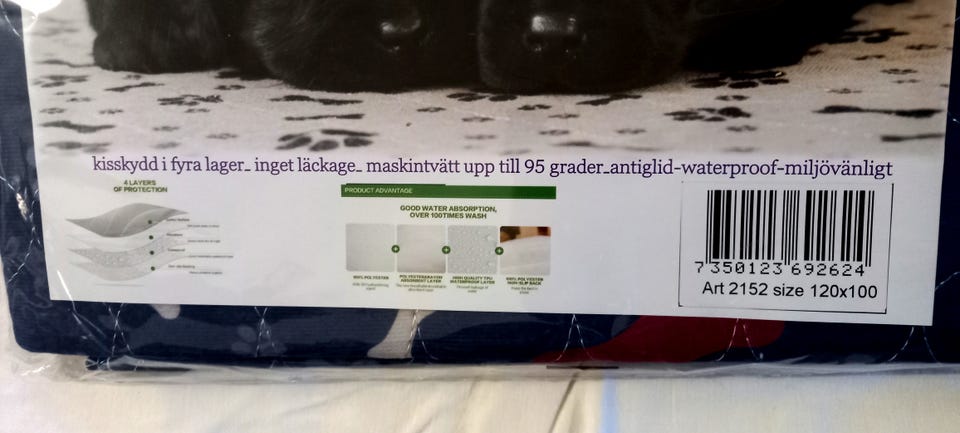 kisskydd i fyra lager_ inget läckage_ maskintvätt upp till 95 grader_antiglid-waterproof-miljövänligt
4 LAYERS
OF PROTECTION
PRODUCT ADVANTAGE
GOOD WATER ABSORPTION,
OVER 100TIMES WASH
100% POLYESTER
POLYESTER&RAYON
ABSORBENT LAYER
HIGH QUALITY TPU
WATERPROOF LAYER
100% POLYESTER
NON-SLIP BACK
7 350123 692624
Art 2152 size 120x100